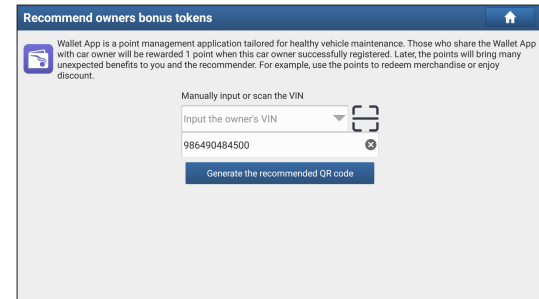 Recommend owners bonus tokens
Wallet App is a point management application tailored for healthy vehicle maintenance. Those who share the Wallet App
with car owner will be rewarded 1 point when this car owner successfully registered. Later, the points will bring many
unexpected benefits to you and the recommender. For example, use the points to redeem merchandise or enjoy
discount.
Manually input or scan the VIN
Input the owner's VIN
986490484500
Generate the recommended QR code